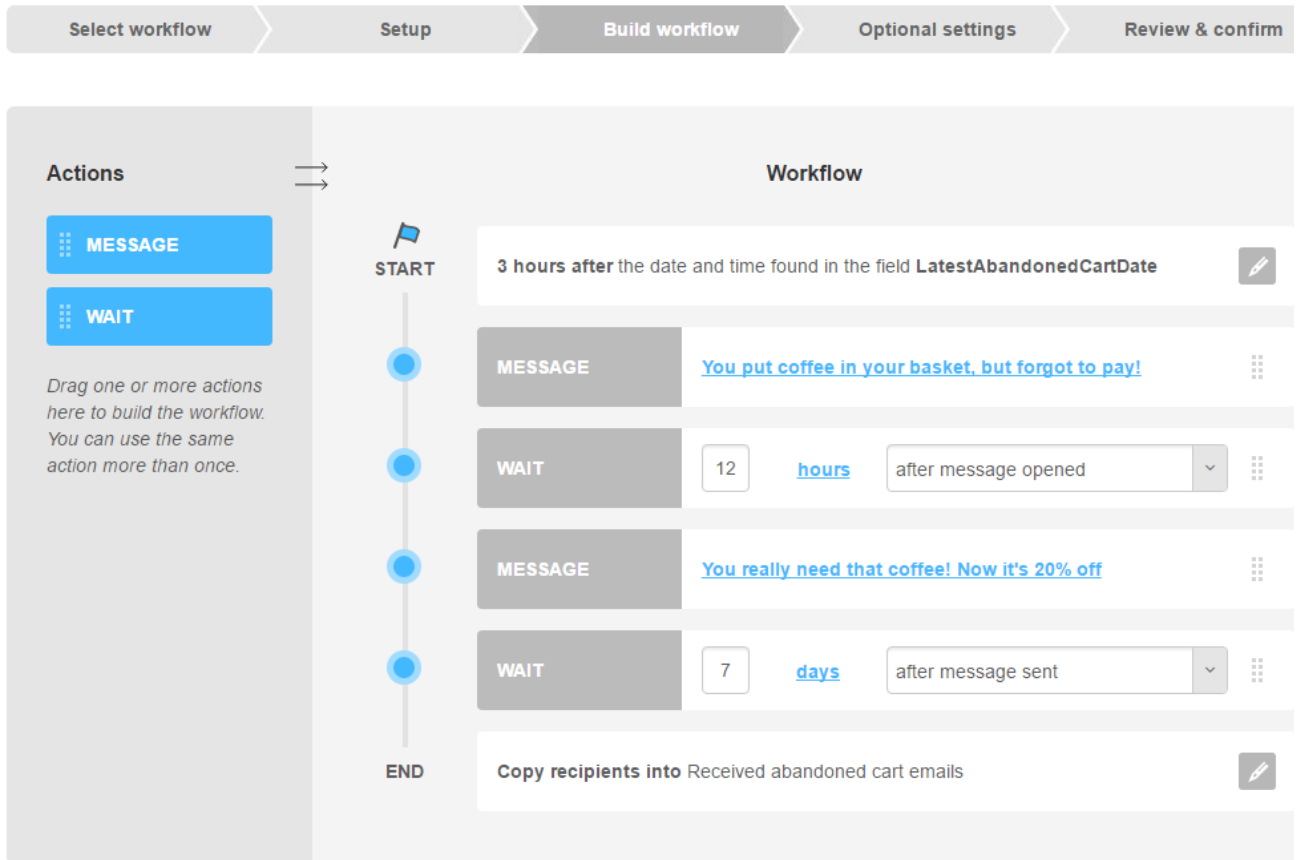 Select workflow Setup Build workflow Optional settings Review & confirm
Actions
Workflow
MESSAGE
WAIT
Drag one or more actions
here to build the workflow.
You can use the same
action more than once.
START
3 hours after the date and time found in the field LatestAbandonedCartDate
MESSAGE You put coffee in your basket, but forgot to pay!
WAIT 12 hours after message opened
MESSAGE You really need that coffee! Now it's 20% off
WAIT 7 days after message sent
END Copy recipients into Received abandoned cart emails